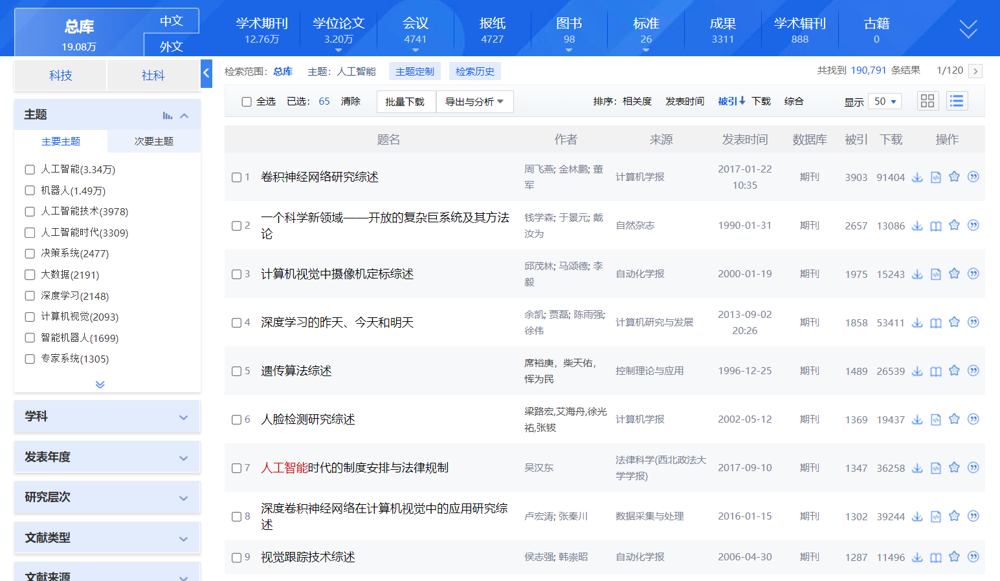 总库
19.08万
中文
外文
学术期刊
12.76万
学位论文
3.20万
会议
4741
报纸
4727
图书
98
标准
26
成果
3311
学术辑刊
888
古籍
0
科技
社科
检索范围：总库 主题：人工智能 主题定制 检索历史
共找到 190,791 条结果 1/120
全选 已选：65 清除 批量下载 导出与分析
排序：相关度 发表时间 被引 下载 综合 显示 50
主题
主要主题 次要主题
人工智能(3.34万)
机器人(1.49万)
人工智能技术(3978)
人工智能时代(3309)
决策系统(2477)
大数据(2191)
深度学习(2148)
计算机视觉(2093)
智能机器人(1699)
专家系统(1305)
学科
发表年度
研究层次
文献类型
文献来源
题名 作者 来源 发表时间 数据库 被引 下载 操作
1 卷积神经网络研究综述 周飞燕; 金林鹏; 董
军 计算机学报 2017-01-22
10:35 期刊 3903 91404
2 一个科学新领域——开放的复杂巨系统及其方法
论 钱学森; 于景元; 戴
汝为 自然杂志 1990-01-31 期刊 2657 13086
3 计算机视觉中摄像机定标综述 邱茂林; 马颂德; 李
毅 自动化学报 2000-01-19 期刊 1975 15243
4 深度学习的昨天、今天和明天 余凯; 贾磊; 陈雨强;
徐伟 计算机研究与发展 2013-09-02
20:26 期刊 1858 53411
5 遗传算法综述 席裕庚，柴天佑，
恽为民 控制理论与应用 1996-12-25 期刊 1489 26539
6 人脸检测研究综述 梁路宏,艾海舟,徐光
祐,张钹 计算机学报 2002-05-12 期刊 1369 19437
7 人工智能时代的制度安排与法律规制 吴汉东 法律科学(西北政法大
学学报) 2017-09-10 期刊 1347 36258
8 深度卷积神经网络在计算机视觉中的应用研究综
述 卢宏涛; 张秦川 数据采集与处理 2016-01-15 期刊 1302 39244
9 视觉跟踪技术综述 侯志强; 韩崇昭 自动化学报 2006-04-30 期刊 1287 11496